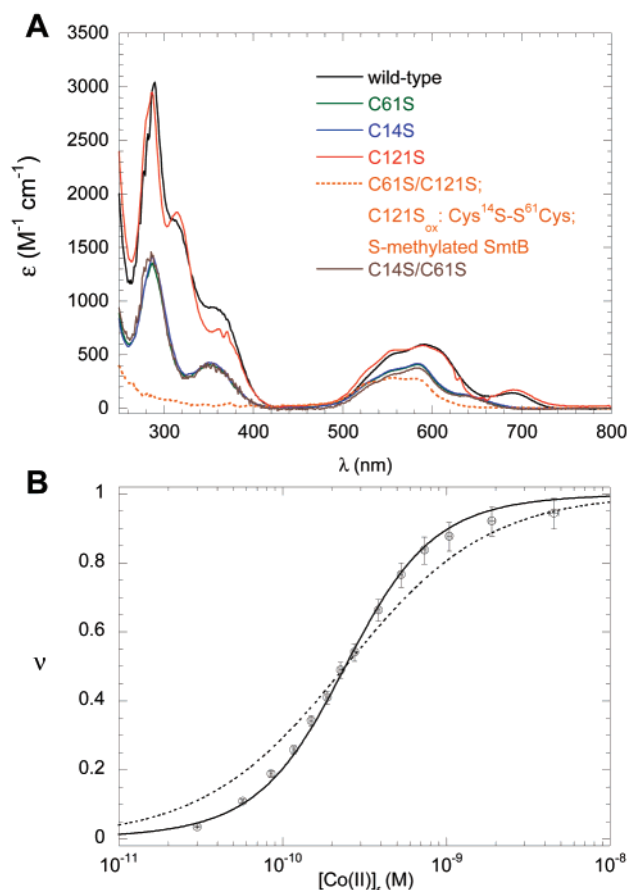 A
3500
3000
2500
2000
1500
1000
500
0
ε (M⁻¹ cm⁻¹)
wild-type
C61S
C14S
C121S
C61S/C121S;
C121Sₒₓ: Cys¹⁴S-S⁶¹Cys;
S-methylated SmtB
C14S/C61S
300 400 500 600 700 800
λ (nm)
B
1
0.8
0.6
0.4
0.2
0
ν
10⁻¹¹ 10⁻¹⁰ 10⁻⁹ 10⁻⁸
[Co(II)]f (M)